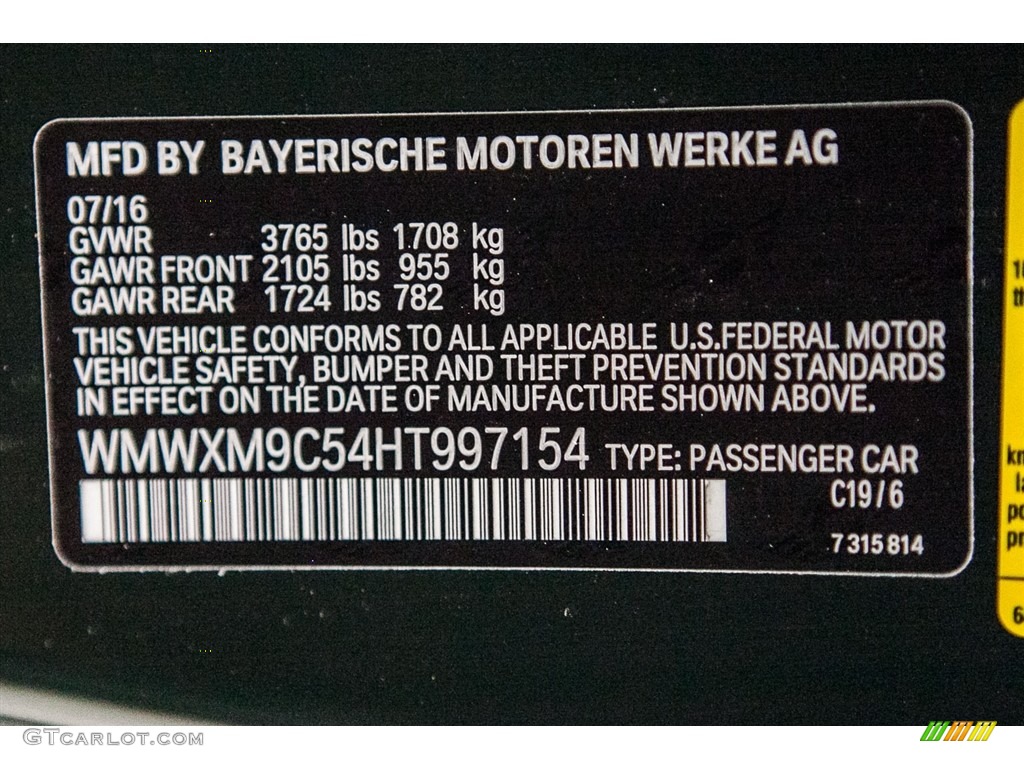 MFD BY BAYERISCHE MOTOREN WERKE AG
07/16
GVWR 3765 lbs 1708 kg
GAWR FRONT 2105 lbs 955 kg
GAWR REAR 1724 lbs 782 kg
THIS VEHICLE CONFORMS TO ALL APPLICABLE U.S.FEDERAL MOTOR
VEHICLE SAFETY, BUMPER AND THEFT PREVENTION STANDARDS
IN EFFECT ON THE DATE OF MANUFACTURE SHOWN ABOVE.
WMWXM9C54HT997154 TYPE: PASSENGER CAR
C19/6
7 315 814
GTCARLOT.COM